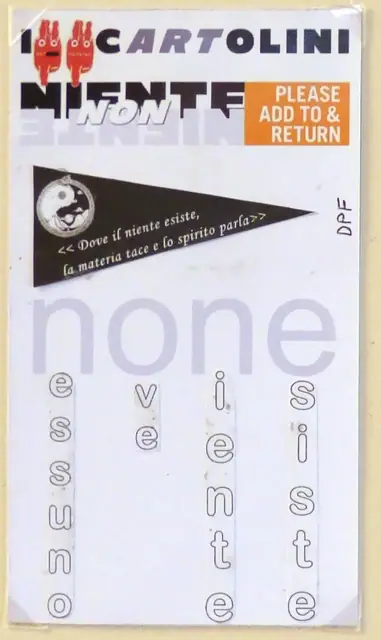 I CARTOLINI
NIENTE
NON
NIENTE
PLEASE
ADD TO &
RETURN
<< Dove il niente esiste,
la materia tace e lo spirito parla>>
DPF
none
essuno
ve
iente
siste